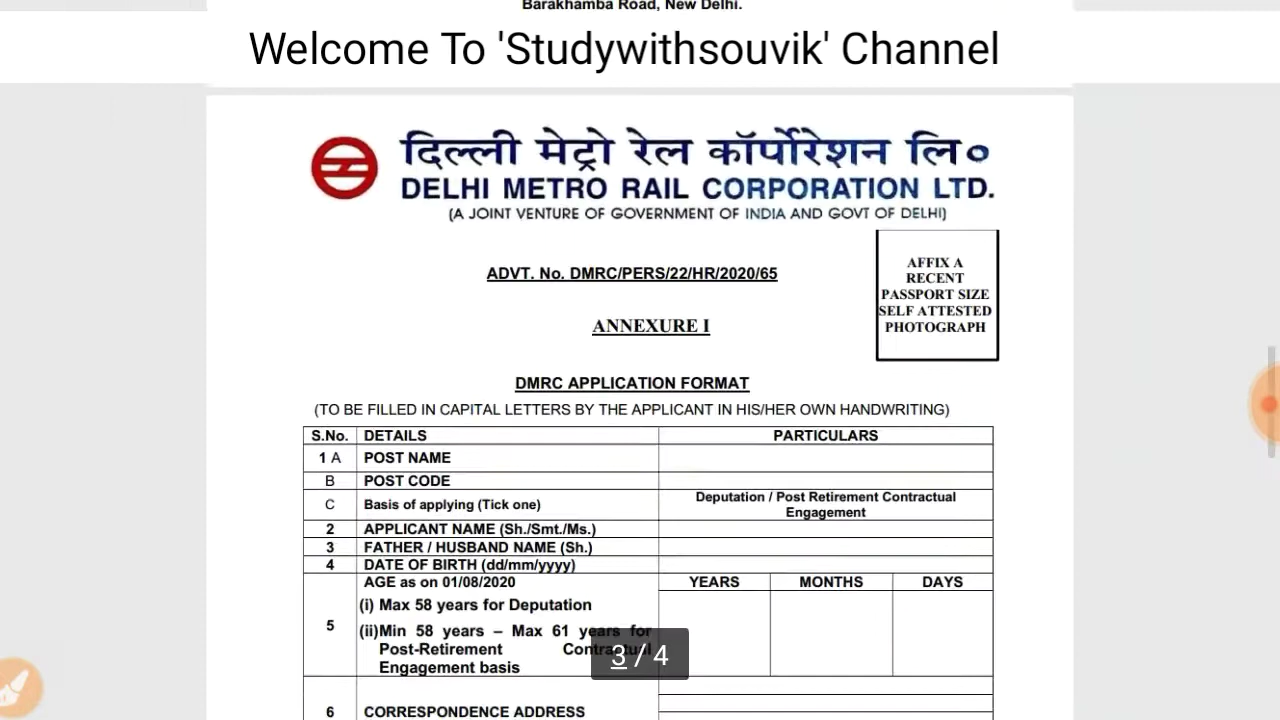 Barakhamba Road, New Delhi.
Welcome To 'Studywithsouvik' Channel
दिल्ली मेट्रो रेल कॉर्पोरेशन लि०
DELHI METRO RAIL CORPORATION LTD.
(A JOINT VENTURE OF GOVERNMENT OF INDIA AND GOVT OF DELHI)
AFFIX A
RECENT
PASSPORT SIZE
SELF ATTESTED
PHOTOGRAPH
ADVT. No. DMRC/PERS/22/HR/2020/65
ANNEXURE I
DMRC APPLICATION FORMAT
(TO BE FILLED IN CAPITAL LETTERS BY THE APPLICANT IN HIS/HER OWN HANDWRITING)
S.No. DETAILS PARTICULARS
1 A POST NAME
B POST CODE
C Basis of applying (Tick one) Deputation / Post Retirement Contractual
Engagement
2 APPLICANT NAME (Sh./Smt./Ms.)
3 FATHER / HUSBAND NAME (Sh.)
4 DATE OF BIRTH (dd/mm/yyyy)
5 AGE as on 01/08/2020 YEARS MONTHS DAYS
(i) Max 58 years for Deputation
(ii) Min 58 years – Max 61 years for
Post-Retirement Contractual
Engagement basis
3 / 4
6 CORRESPONDENCE ADDRESS